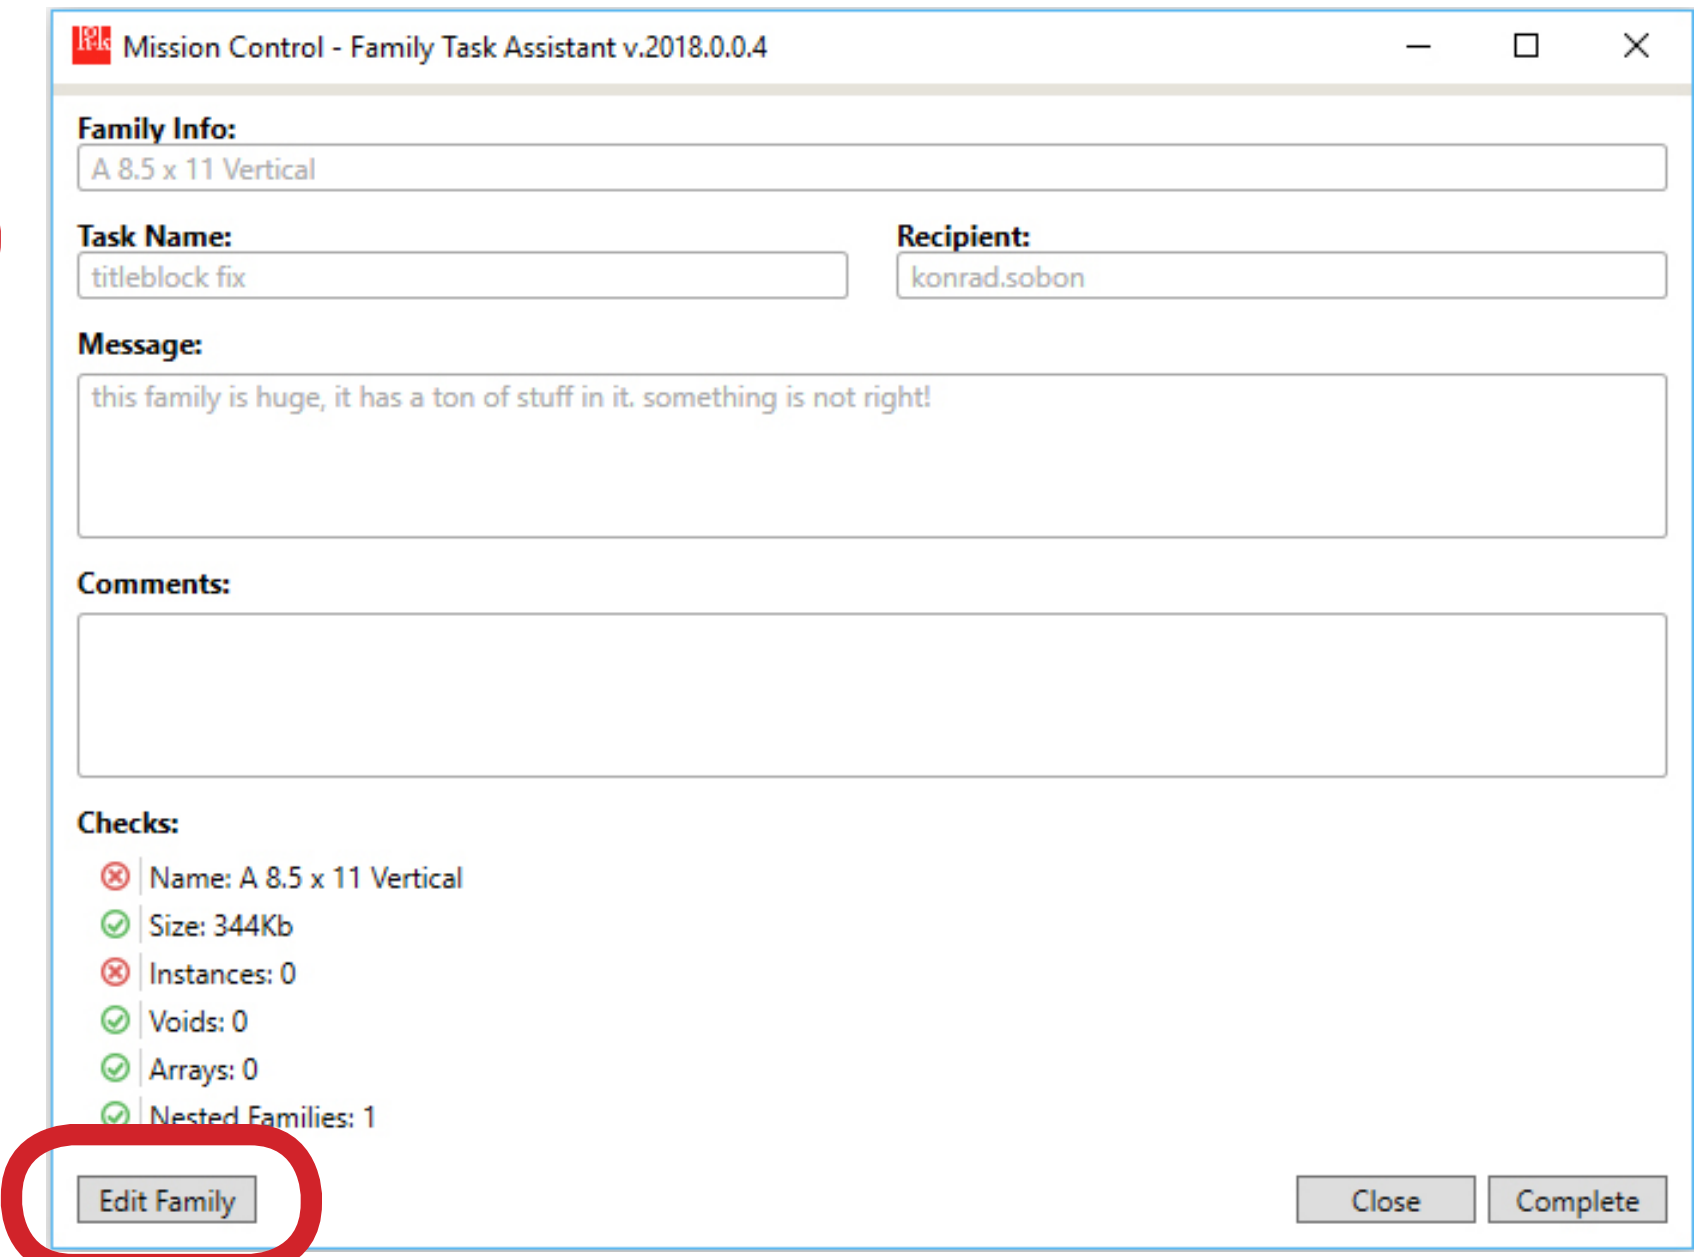 Mission Control - Family Task Assistant v.2018.0.0.4
Family Info:
A 8.5 x 11 Vertical
Task Name:
Recipient:
titleblock fix
konrad.sobon
Message:
this family is huge, it has a ton of stuff in it. something is not right!
Comments:
Checks:
Name: A 8.5 x 11 Vertical
Size: 344Kb
Instances: 0
Voids: 0
Arrays: 0
Nested Families: 1
Edit Family
Close
Complete